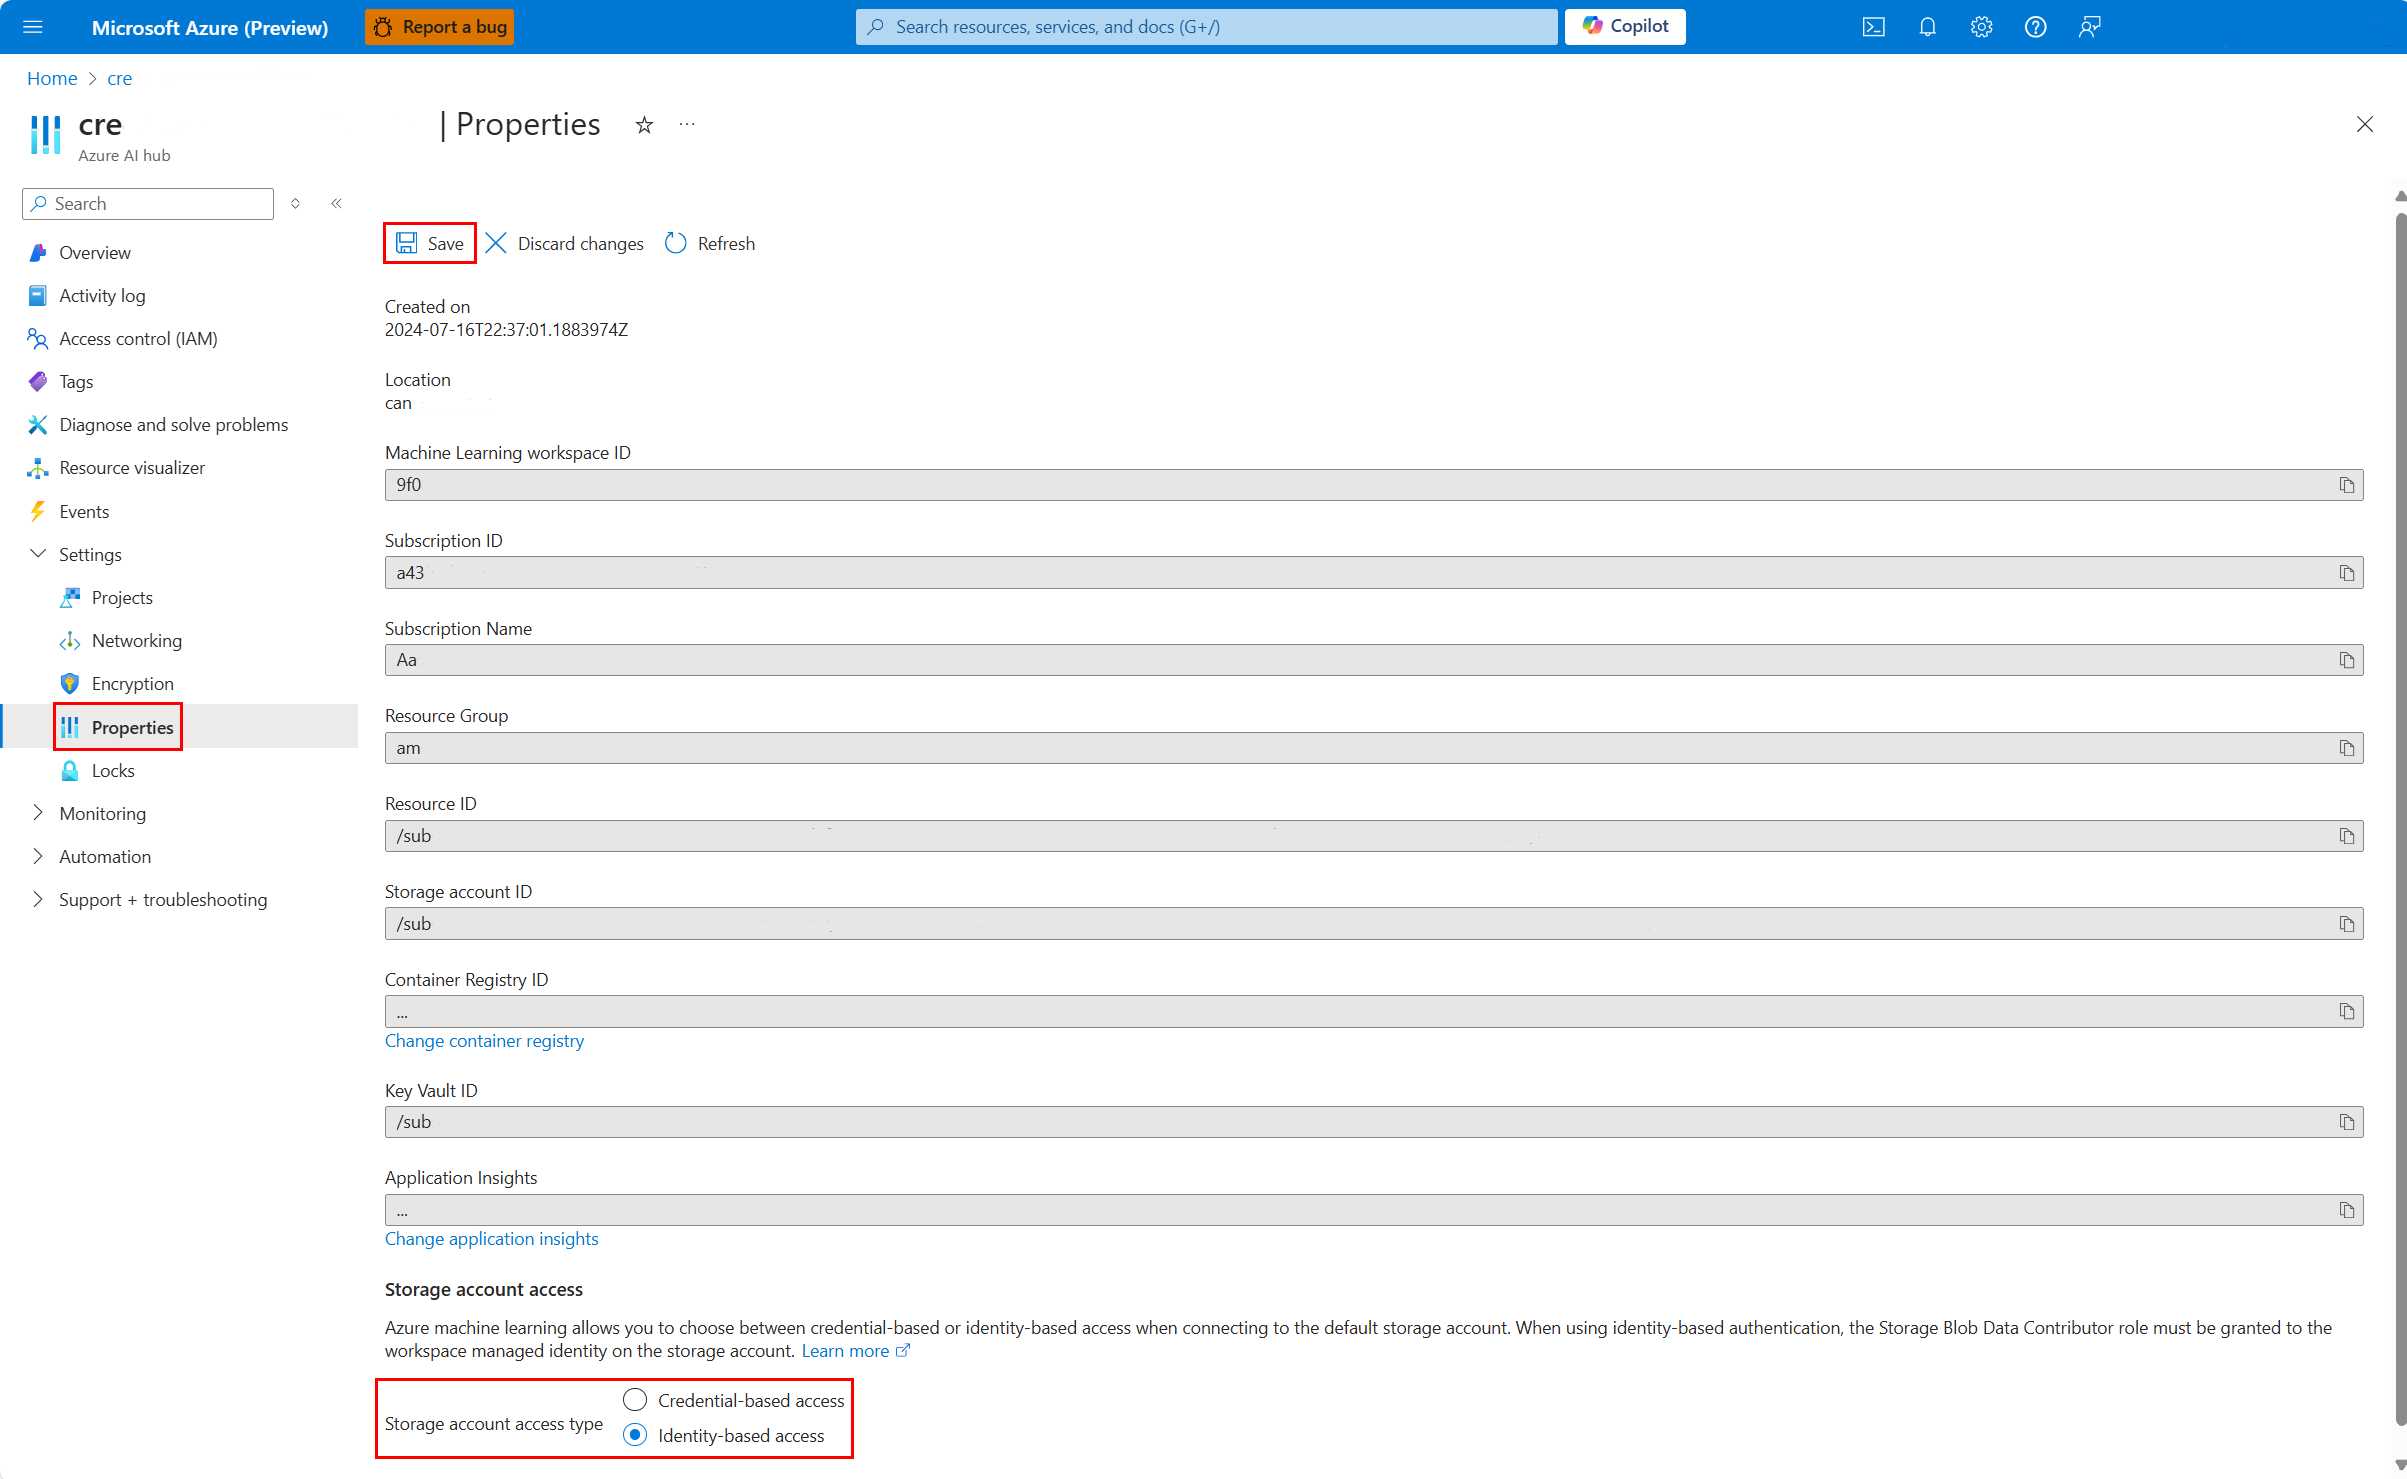 Microsoft Azure (Preview)
Report a bug
Search resources, services, and docs (G+/)
Copilot
Home > cre
cre | Properties
Azure AI hub
Search
Overview
Activity log
Access control (IAM)
Tags
Diagnose and solve problems
Resource visualizer
Events
Settings
Projects
Networking
Encryption
Properties
Locks
Monitoring
Automation
Support + troubleshooting
Save
Discard changes
Refresh
Created on
2024-07-16T22:37:01.1883974Z
Location
can
Machine Learning workspace ID
9f0
Subscription ID
a43
Subscription Name
Aa
Resource Group
am
Resource ID
/sub
Storage account ID
/sub
Container Registry ID
...
Change container registry
Key Vault ID
/sub
Application Insights
...
Change application insights
Storage account access
Azure machine learning allows you to choose between credential-based or identity-based access when connecting to the default storage account. When using identity-based authentication, the Storage Blob Data Contributor role must be granted to the
workspace managed identity on the storage account. Learn more
Storage account access type
Credential-based access
Identity-based access